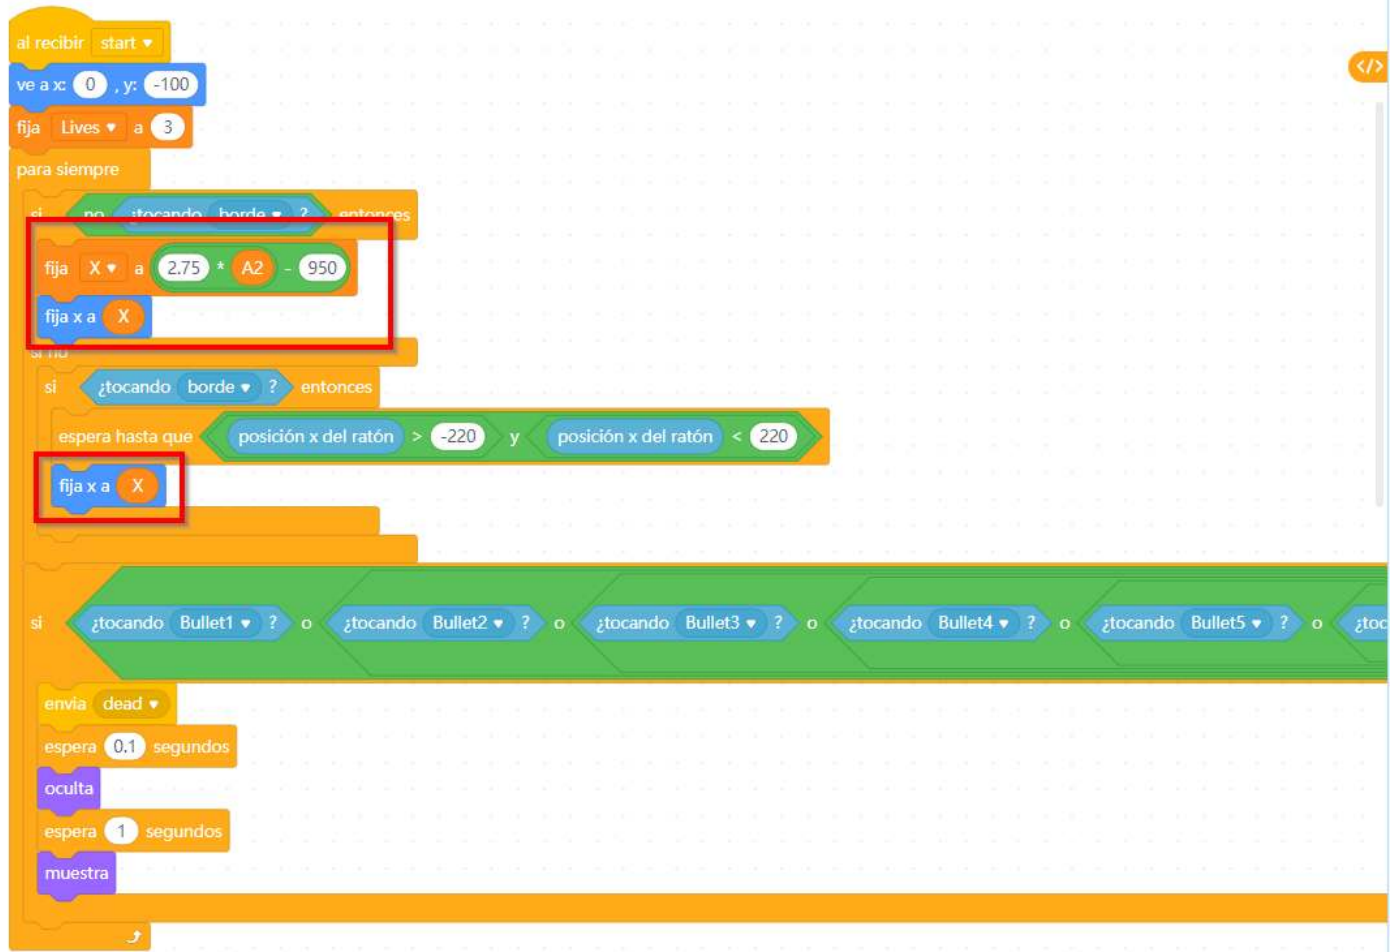 al recibir start
ve a x: 0 , y: -100
fija Lives a 3
para siempre
si no ¿tocando borde ? entonces
fija X a 2.75 * A2 - 950
fija x a X
si no
si ¿tocando borde ? entonces
espera hasta que posición x del ratón > -220 y posición x del ratón < 220
fija x a X
si ¿tocando Bullet1 ? o ¿tocando Bullet2 ? o ¿tocando Bullet3 ? o ¿tocando Bullet4 ? o ¿tocando Bullet5 ? o ¿toc
envía dead
espera 0.1 segundos
oculta
espera 1 segundos
muestra
</>